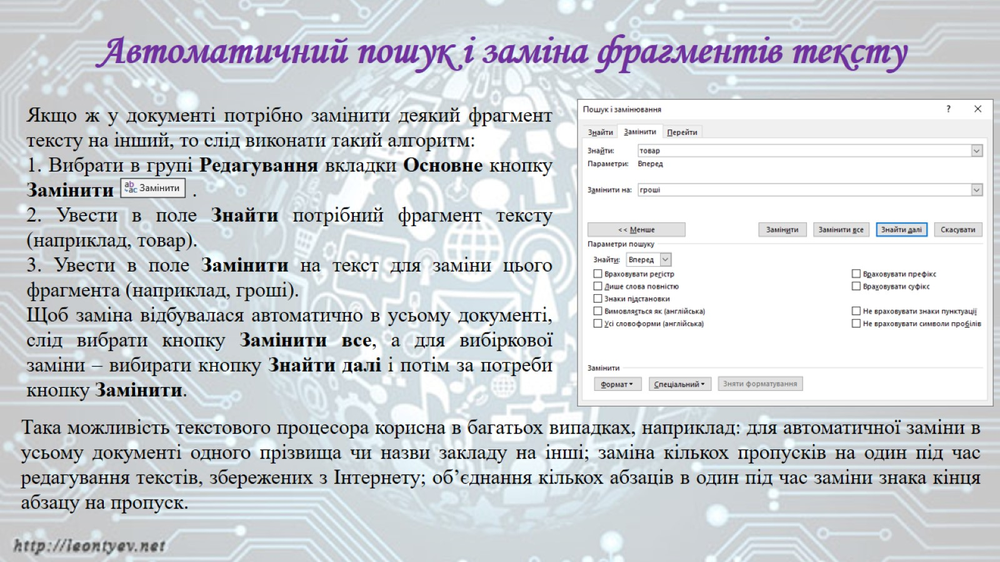 Автоматичний пошук і заміна фрагментів тексту
Якщо ж у документі потрібно замінити деякий фрагмент
тексту на інший, то слід виконати такий алгоритм:
1. Вибрати в групі Редагування вкладки Основне кнопку
Замінити ab ac Замінити .
2. Увести в поле Знайти потрібний фрагмент тексту
(наприклад, товар).
3. Увести в поле Замінити на текст для заміни цього
фрагмента (наприклад, гроші).
Щоб заміна відбувалася автоматично в усьому документі,
слід вибрати кнопку Замінити все, а для вибіркової
заміни – вибирати кнопку Знайти далі і потім за потреби
кнопку Замінити.
Пошук і замінювання ?
Знайти Замінити Перейти
Знайти: товар
Параметри: Вперед
Замінити на: гроші
<< Менше Замінити Замінити все Знайти далі Скасувати
Параметри пошуку
Знайти: Вперед
Враховувати регістр Враховувати префікс
Лише слова повністю Враховувати суфікс
Знаки підстановки
Вимовляється як (англійська) Не враховувати знаки пунктуації
Усі словоформи (англійська) Не враховувати символи пробілів
Замінити
Формат Спеціальний Зняти форматування
Така можливість текстового процесора корисна в багатьох випадках, наприклад: для автоматичної заміни в
усьому документі одного прізвища чи назви закладу на інші; заміна кількох пропусків на один під час
редагування текстів, збережених з Інтернету; об’єднання кількох абзаців в один під час заміни знака кінця
абзацу на пропуск.
http://leontyev.net
SMS